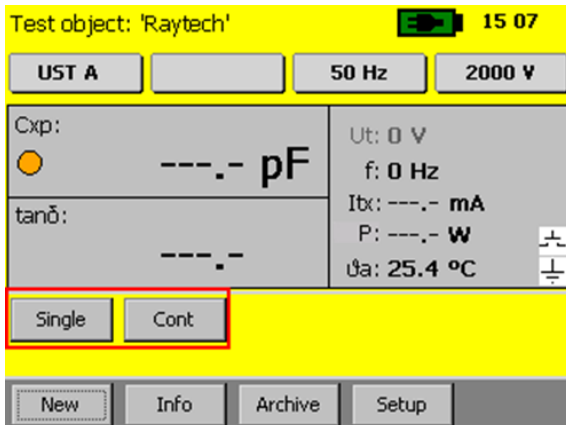 Test object: 'Raytech' 15 07
UST A 50 Hz 2000 V
Cxp:
---.- pF
tanδ:
---.-
Ut: 0 V
f: 0 Hz
Itx: ---.- mA
P: ---.- W
ϑa: 25.4 ºC
Single Cont
New Info Archive Setup